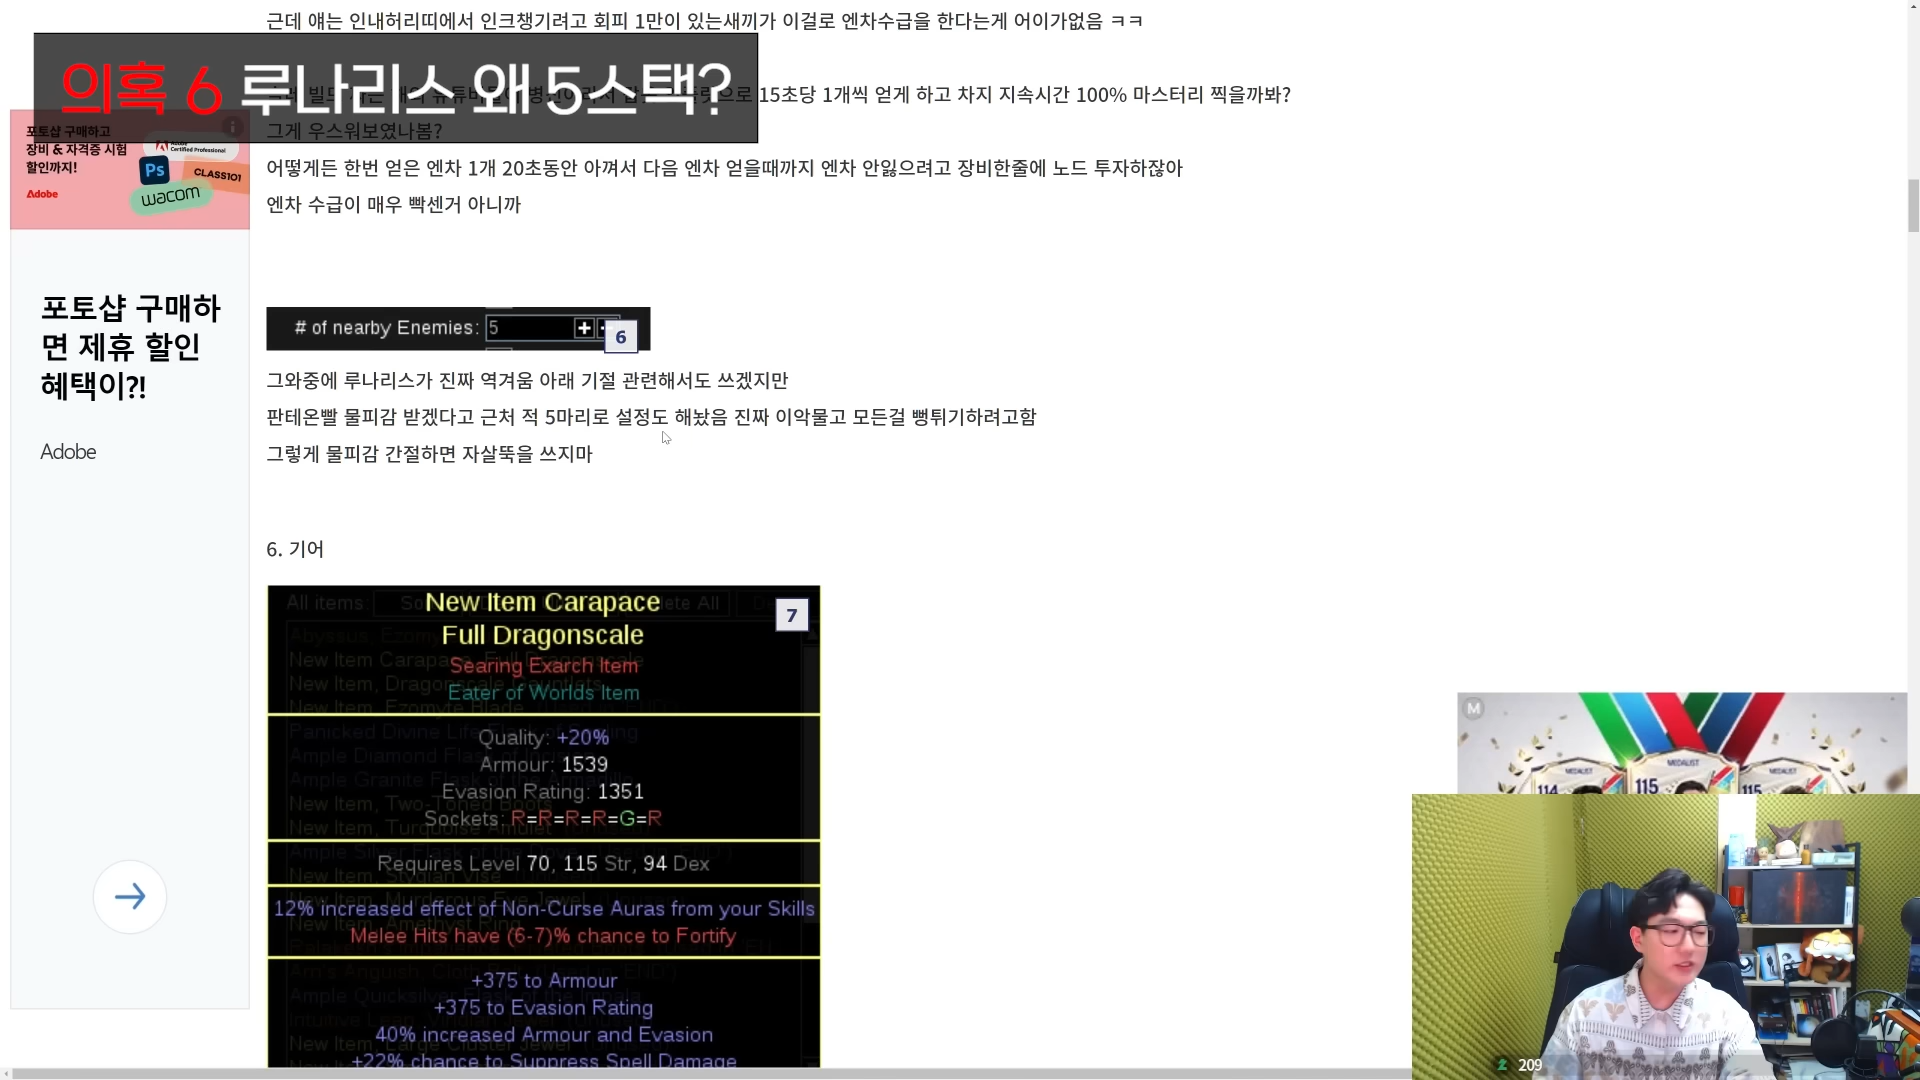 근데 얘는 인내허리띠에서 인크챙기려고 회피 1만이 있는새끼가 이걸로 엔차수급을 한다는게 어이가없음 ㅋㅋ
의혹 6 루나리스 왜 5스택?
15초당 1개씩 얻게 하고 차지 지속시간 100% 마스터리 찍을까봐?
그게 우스워보였나봄?
어떻게든 한번 얻은 엔차 1개 20초동안 아껴서 다음 엔차 얻을때까지 엔차 안잃으려고 장비한줄에 노드 투자하잖아
엔차 수급이 매우 빡센거 아니까
포토샵 구매하고
장비 & 자격증 시험
할인까지!
Adobe
Adobe
Certified Professional
Ps
CLASS101
wacom
포토샵 구매하
면 제휴 할인
혜택이?!
Adobe
# of nearby Enemies: 5
6
그와중에 루나리스가 진짜 역겨움 아래 기절 관련해서도 쓰겠지만
판테온빨 물피감 받겠다고 근처 적 5마리로 설정도 해놨음 진짜 이악물고 모든걸 뻥튀기하려고함
그렇게 물피감 간절하면 자살뚝을 쓰지마
6. 기어
All items:
New Item Carapace
7
Full Dragonscale
Searing Exarch Item
Eater of Worlds Item
Quality: +20%
Armour: 1539
Evasion Rating: 1351
Sockets: R=R=R=R=G=R
Requires Level 70, 115 Str, 94 Dex
12% increased effect of Non-Curse Auras from your Skills
Melee Hits have (6-7)% chance to Fortify
+375 to Armour
+375 to Evasion Rating
40% increased Armour and Evasion
+22% chance to Suppress Spell Damage
M
MEDALIST
MEDALIST
MEDALIST
114
115
115
209